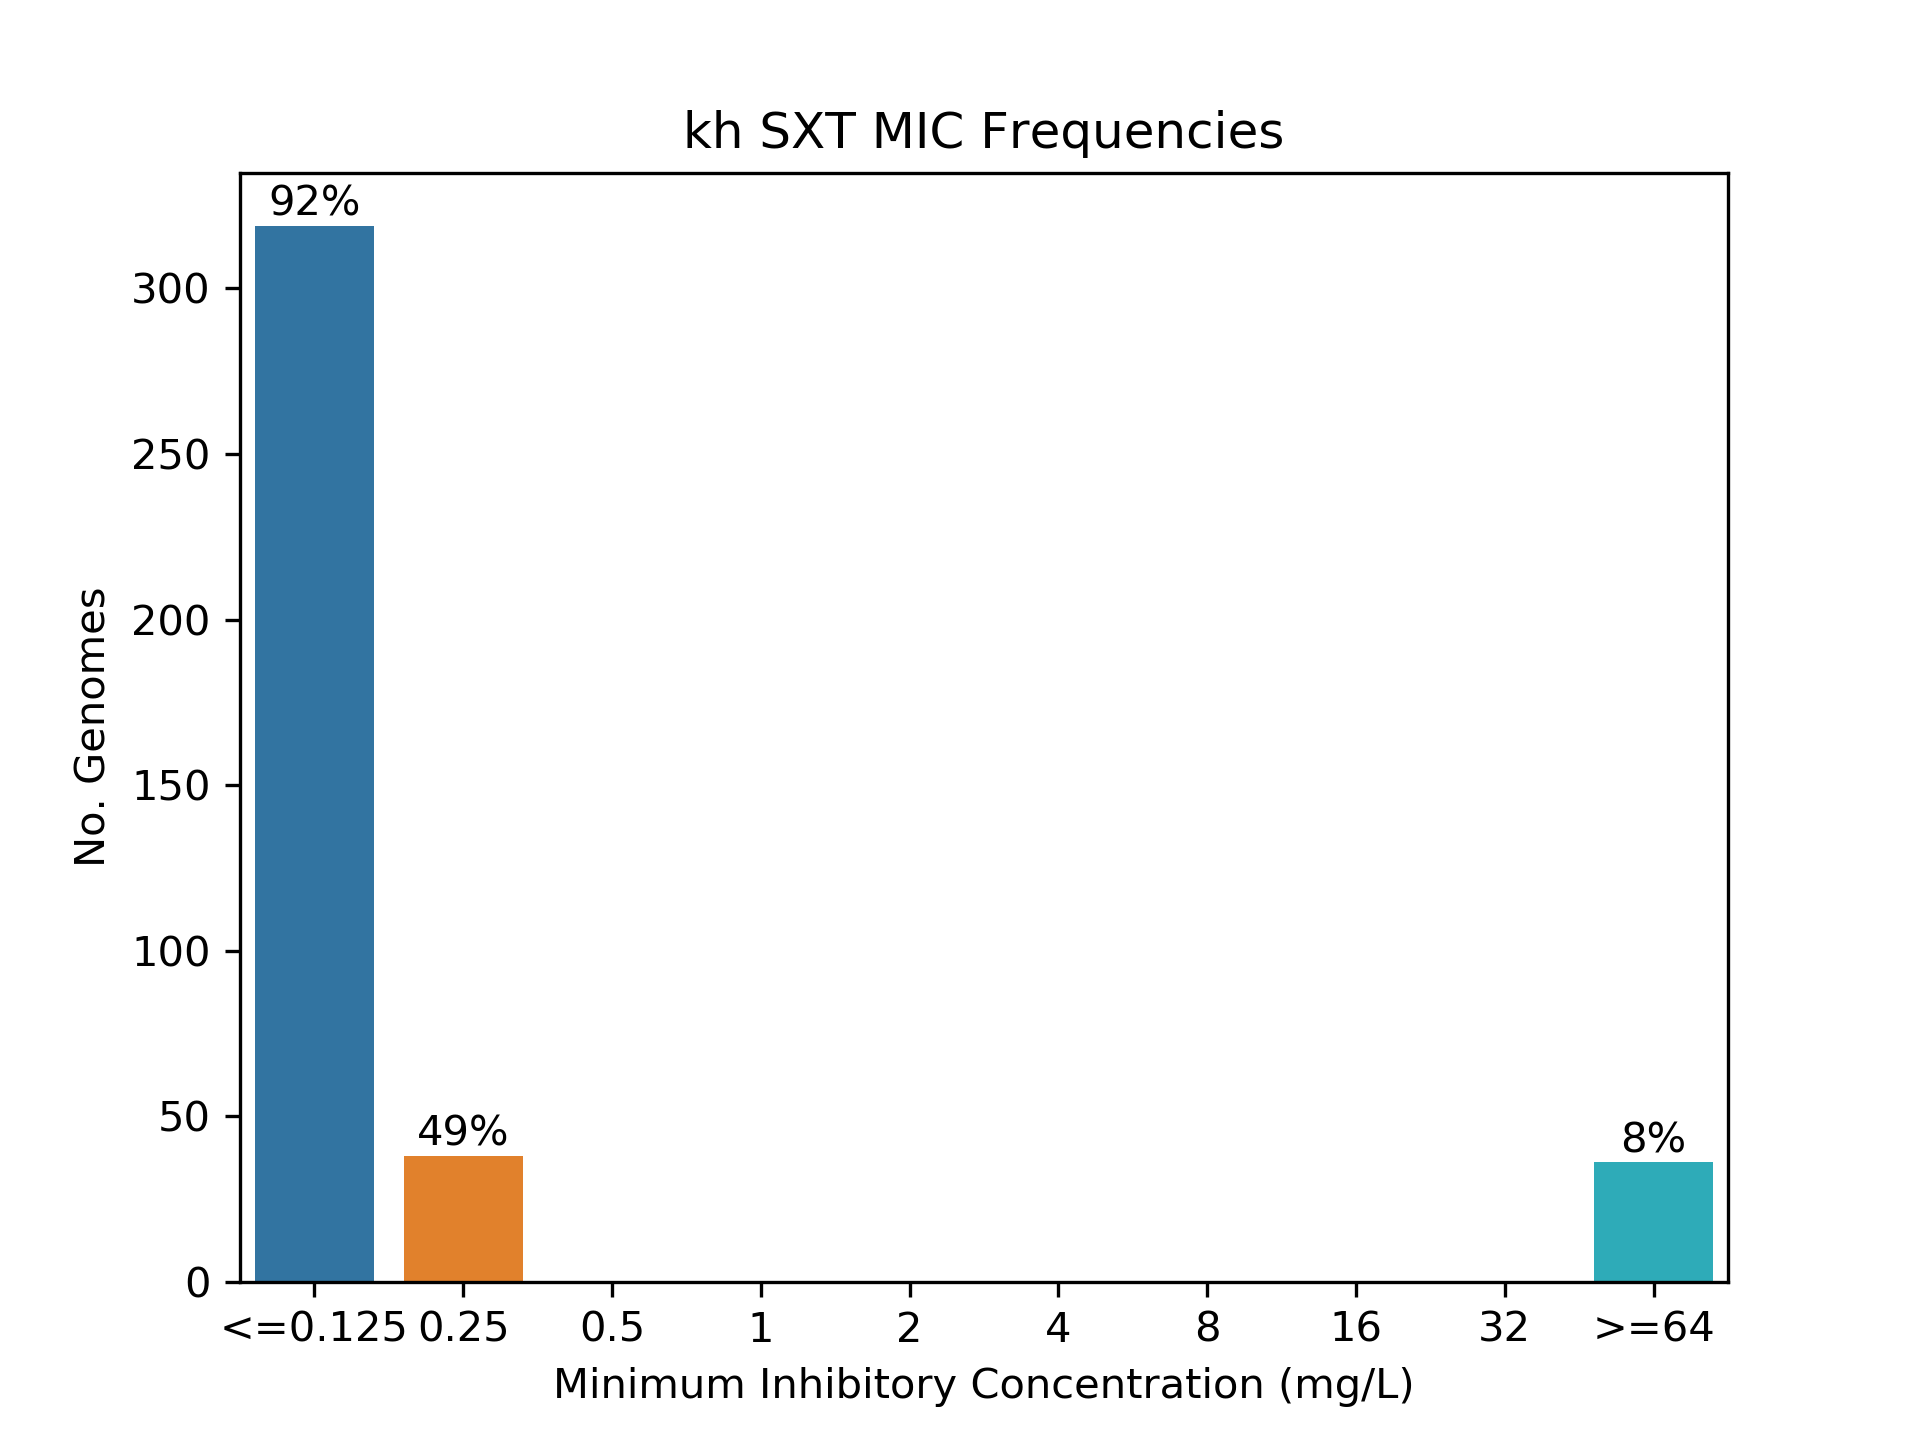 kh SXT MIC Frequencies
92%
300
250
200
150
100
50
0
No. Genomes
49%
8%
<=0.125 0.25 0.5 1 2 4 8 16 32 >=64
Minimum Inhibitory Concentration (mg/L)